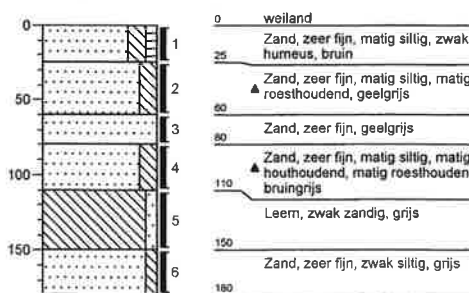 0
50
100
150
1
2
3
4
5
6
0 weiland
Zand, zeer fijn, matig siltig, zwak
humeus, bruin
25
Zand, zeer fijn, matig siltig, matig
roesthoudend, geelgrijs
60
Zand, zeer fijn, geelgrijs
80
Zand, zeer fijn, matig siltig, matig
houthoudend, matig roesthouden
bruingrijs
110
Leem, zwak zandig, grijs
150
Zand, zeer fijn, zwak siltig, grijs
180